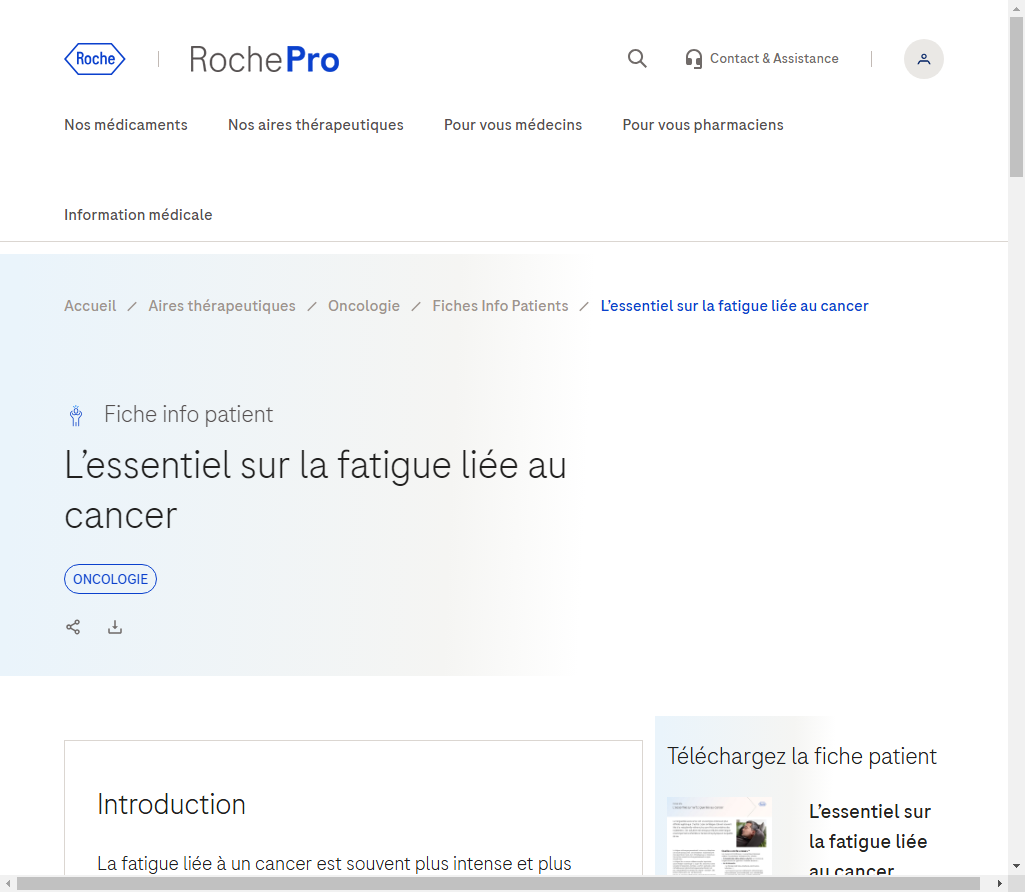 Roche
RochePro
Contact & Assistance
Nos médicaments
Nos aires thérapeutiques
Pour vous médecins
Pour vous pharmaciens
Information médicale
Accueil / Aires thérapeutiques / Oncologie / Fiches Info Patients / L’essentiel sur la fatigue liée au cancer
Fiche info patient
L’essentiel sur la fatigue liée au
cancer
ONCOLOGIE
Introduction
La fatigue liée à un cancer est souvent plus intense et plus
Téléchargez la fiche patient
L’essentiel sur
la fatigue liée
au cancer